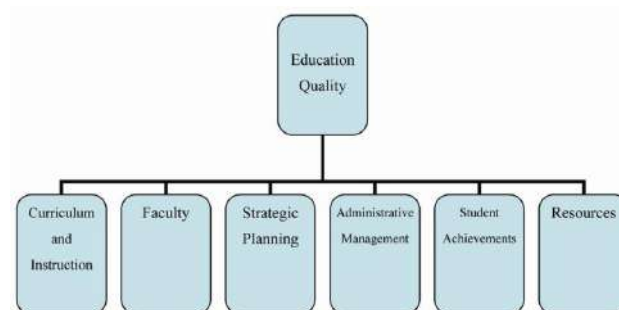 Education
Quality
Curriculum
and
Instruction
Faculty
Strategic
Planning
Administrative
Management
Student
Achievements
Resources